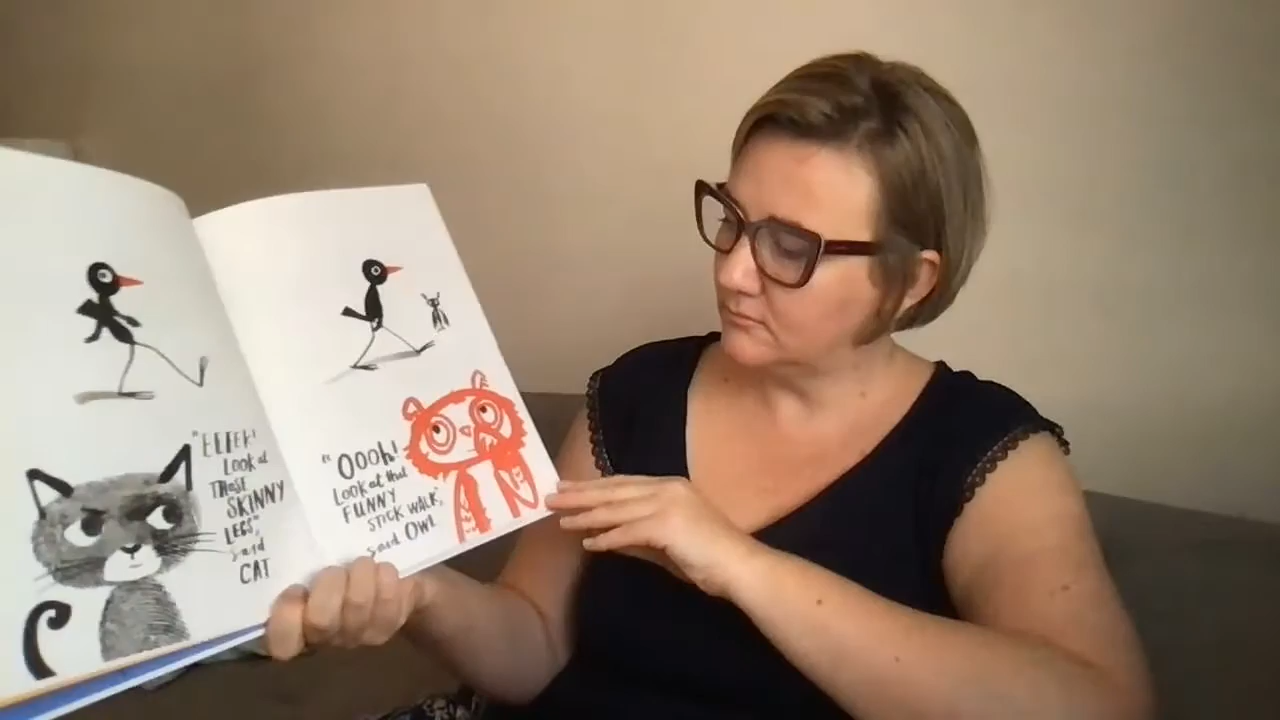 "EEEEK!
Look at
THOSE
SKINNY
LEGS",
said
CAT
"OOOh!
Look at that
FUNNY
STICK WALK",
said OWL